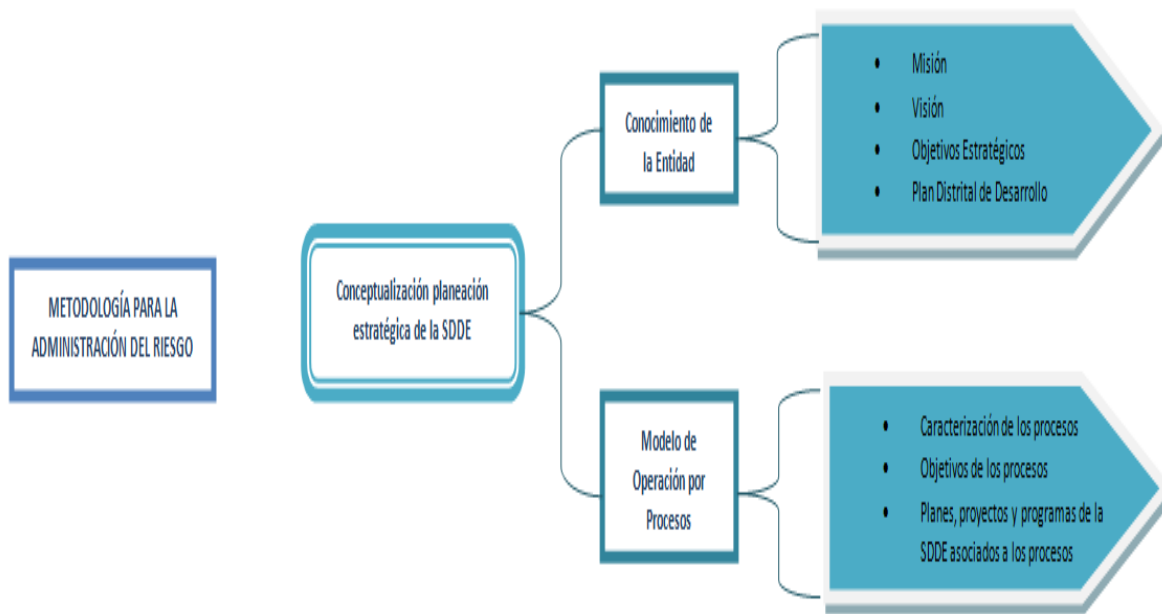 METODOLOGÍA PARA LA
ADMINISTRACIÓN DEL RIESGO
Conceptualización planeación
estratégica de la SDDE
Conocimiento de
la Entidad
• Misión
• Visión
• Objetivos Estratégicos
• Plan Distrital de Desarrollo
Modelo de
Operación por
Procesos
• Caracterización de los procesos
• Objetivos de los procesos
• Planes, proyectos y programas de la
SDDE asociados a los procesos